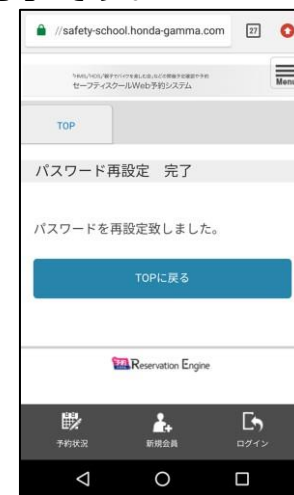 //safety-school.honda-gamma.com
27
セーフティスクールWeb予約システム
Menu
TOP
パスワード再設定　完了
パスワードを再設定致しました。
TOPに戻る
Reservation Engine
予約状況
新規会員
ログイン